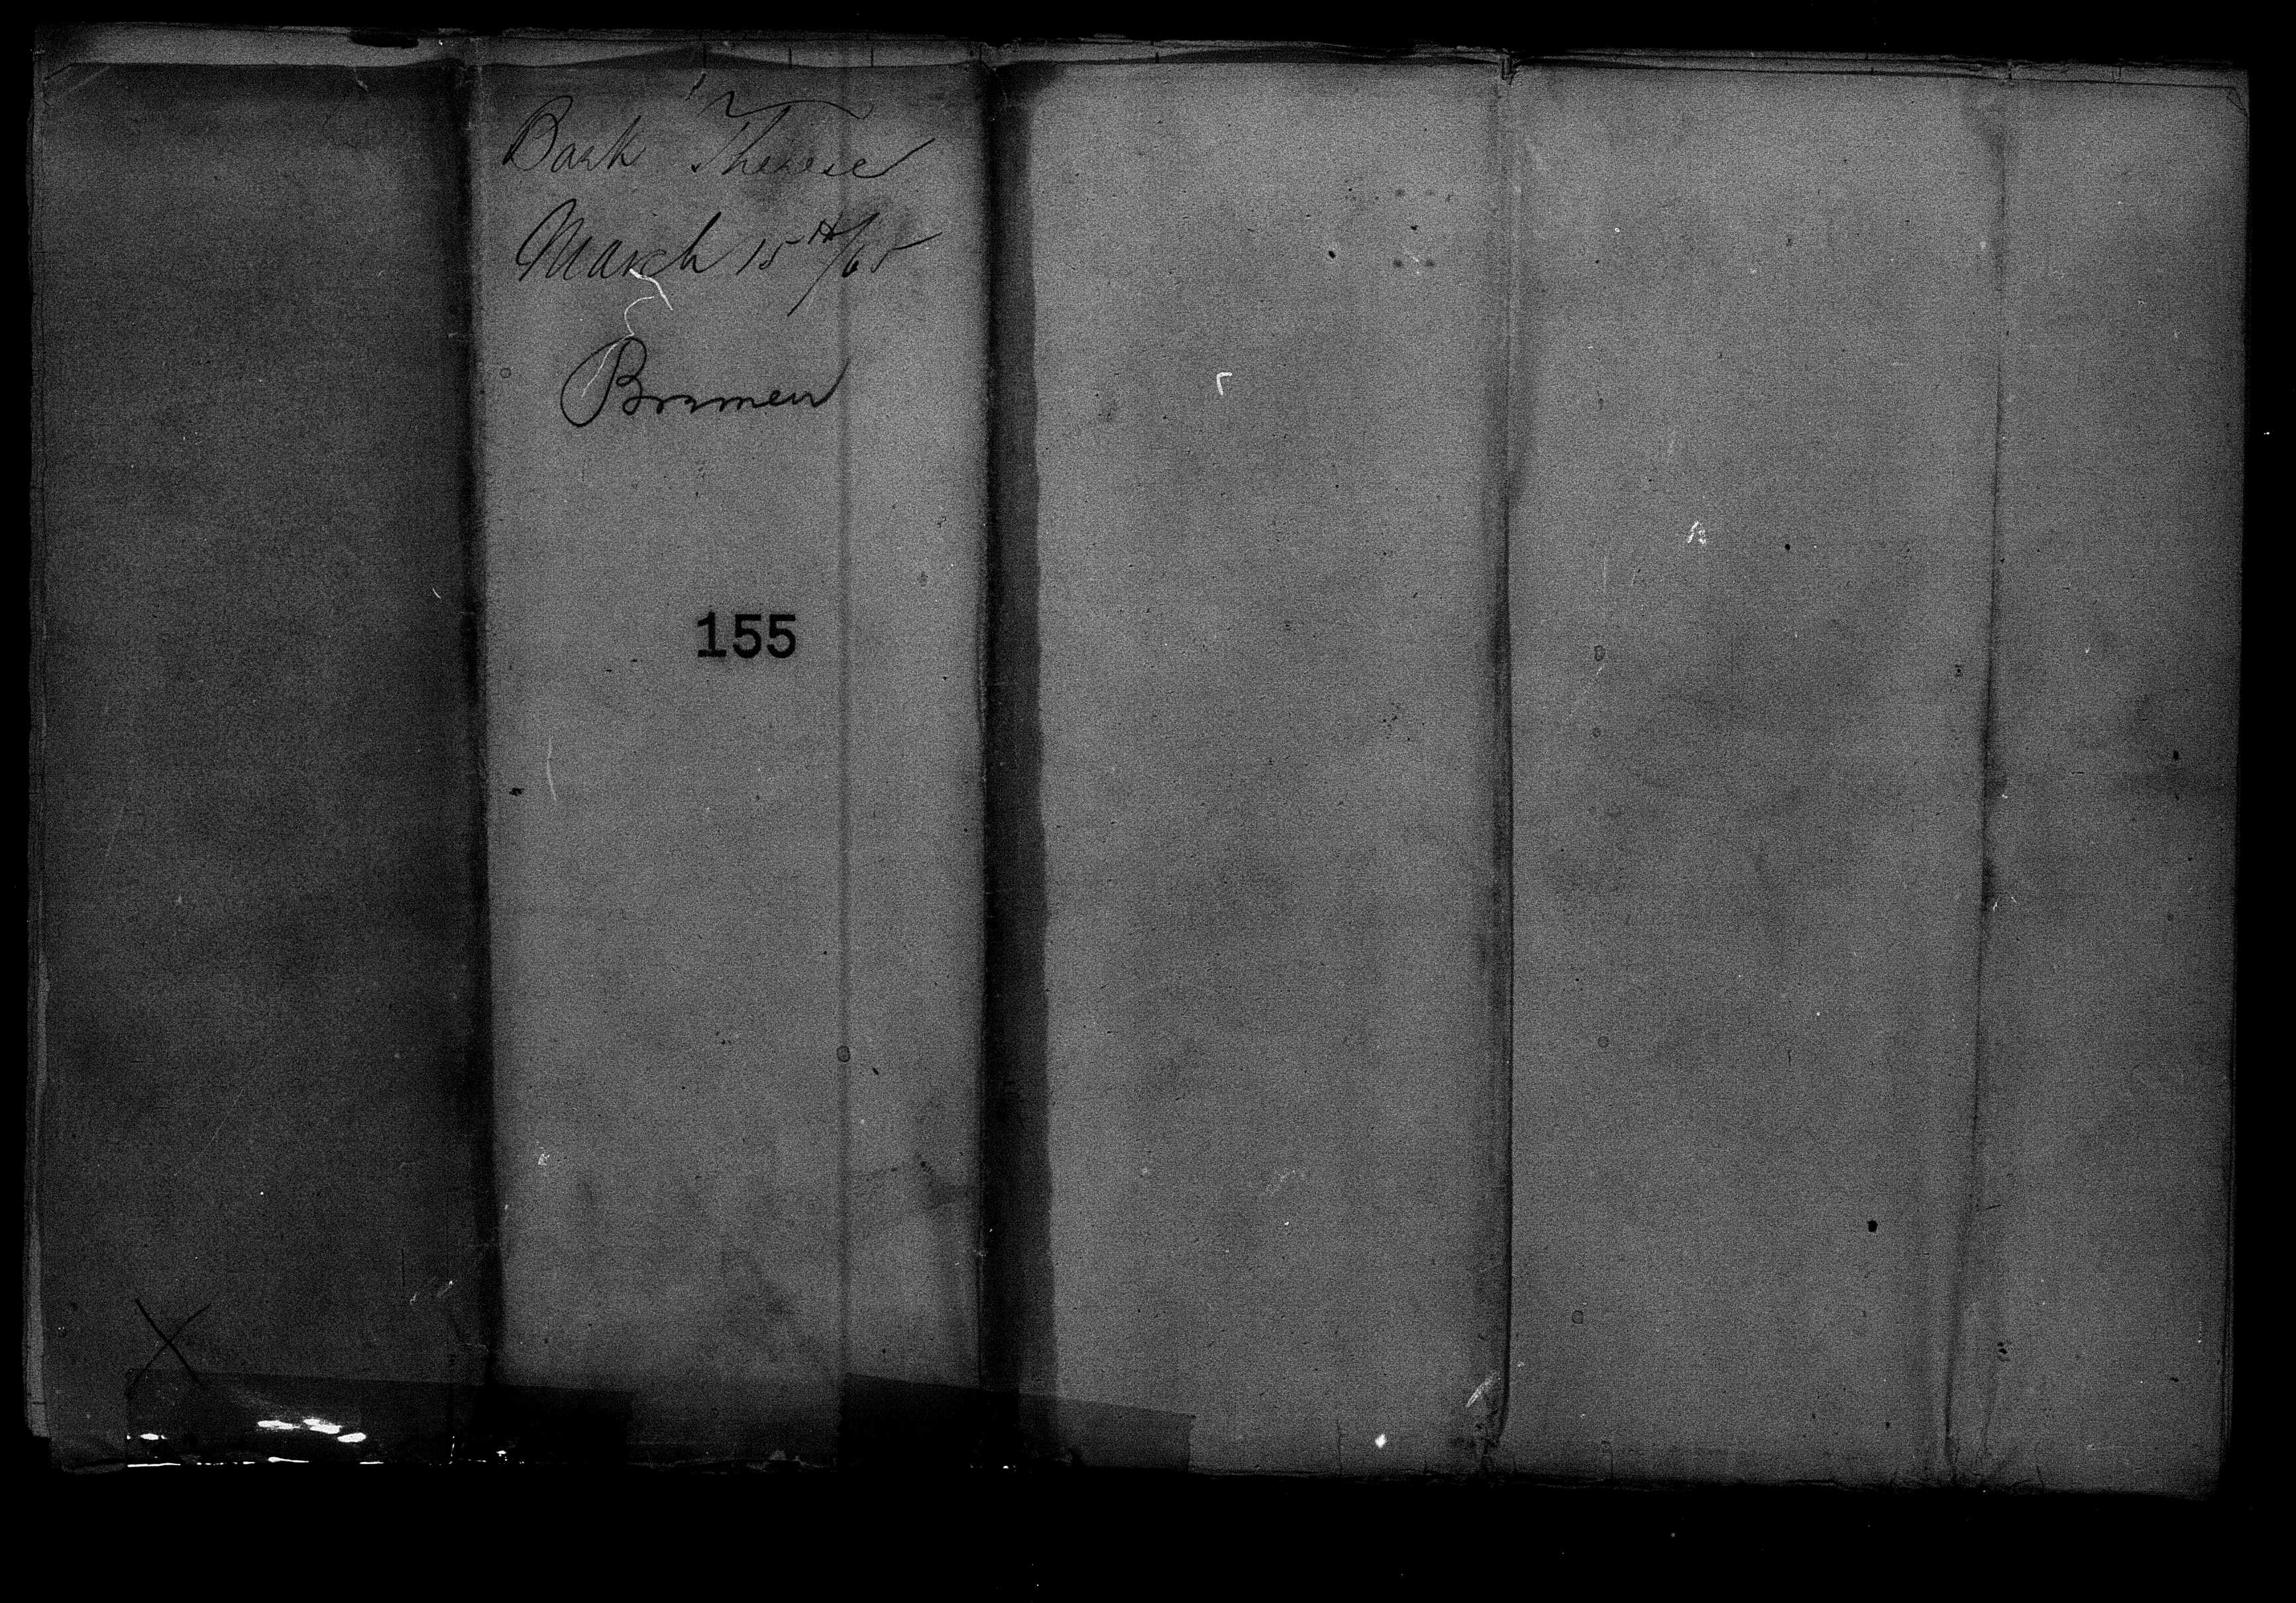 Bark Therese
March 15th/65
Bremen
155
X